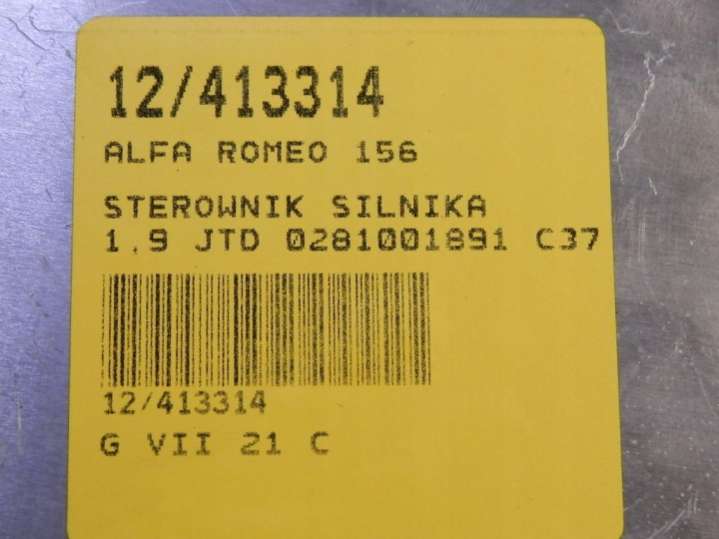 12/413314
ALFA ROMEO 156
STEROWNIK SILNIKA
1.9 JTD 0281001891 C37
12/413314
G VII 21 C